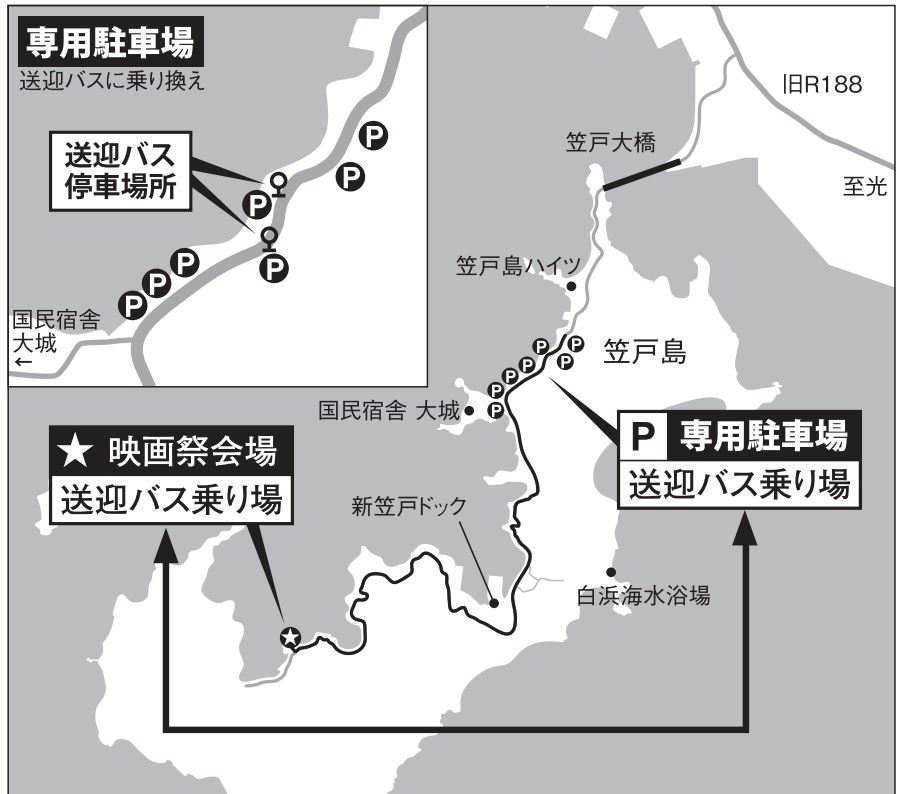 専用駐車場
送迎バスに乗り換え
送迎バス
停車場所
P
P
P
P
P
P
P
国民宿舎
大城
←
旧R188
至光
笠戸大橋
笠戸島ハイツ
笠戸島
P
P
P
P
P
P
P
国民宿舎 大城
P 専用駐車場
送迎バス乗り場
★ 映画祭会場
送迎バス乗り場
新笠戸ドック
白浜海水浴場
★